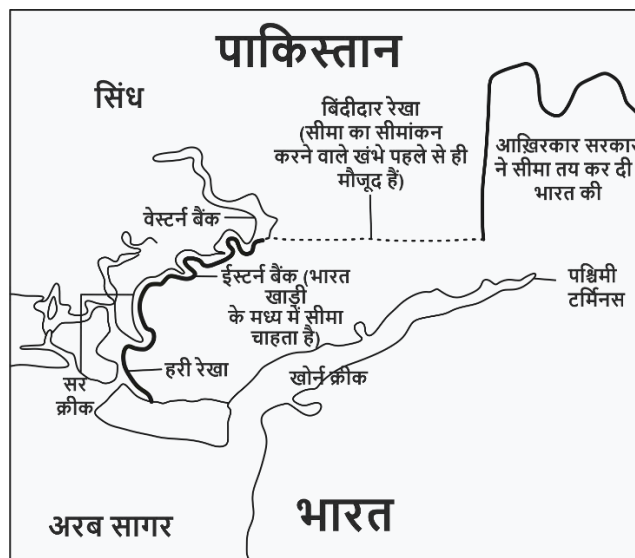 पाकिस्तान
सिंध
बिंदीदार रेखा
(सीमा का सीमांकन
करने वाले खंभे पहले से ही
मौजूद हैं)
आख़िरकार सरकार
ने सीमा तय कर दी
भारत की
वेस्टर्न बैंक
ईस्टर्न बैंक (भारत
खाड़ी
के मध्य में सीमा
चाहता है)
पश्चिमी
टर्मिनस
हरी रेखा
खोर्न क्रीक
सर
क्रीक
अरब सागर
भारत